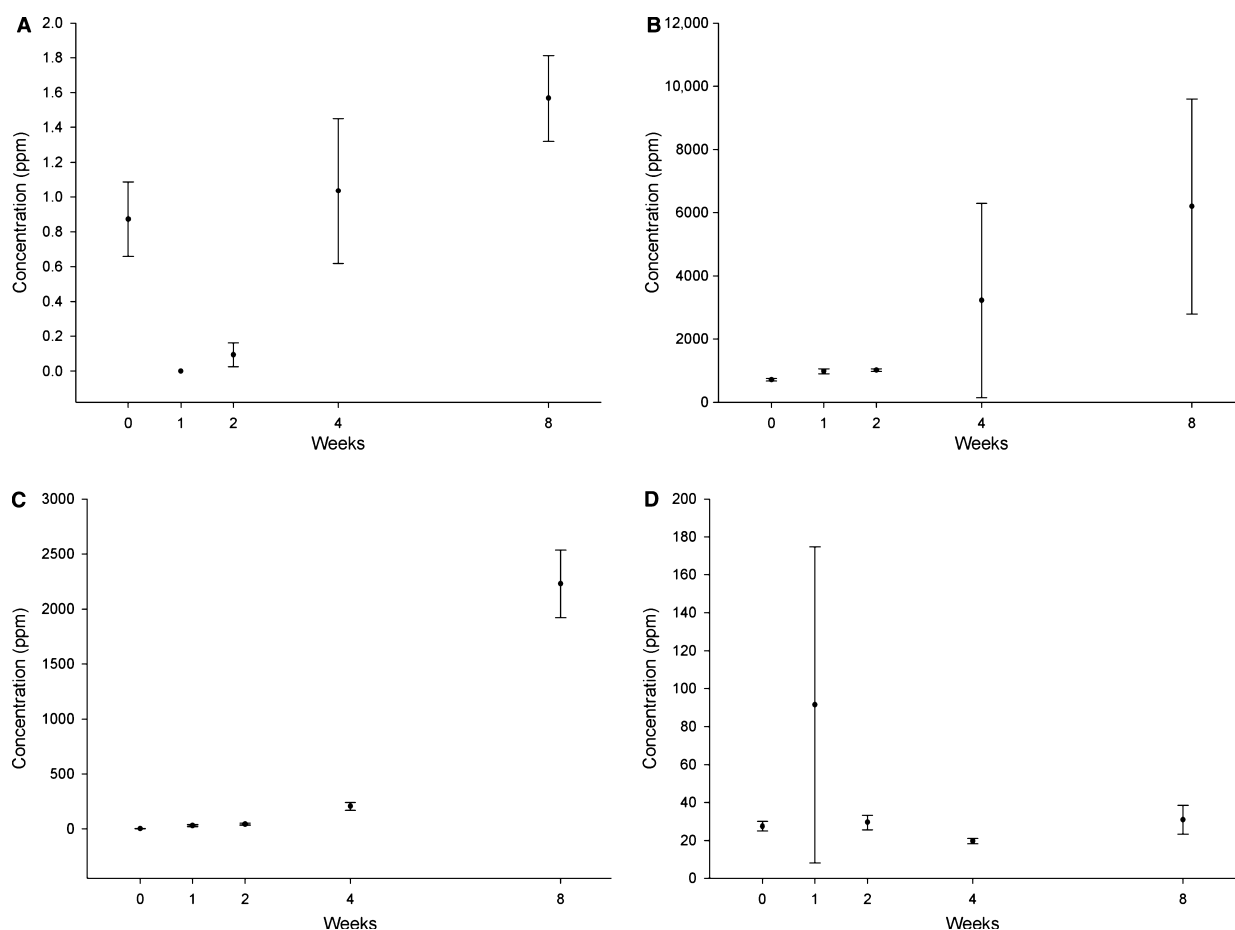 A
Concentration (ppm)
2.0
1.8
1.6
1.4
1.2
1.0
0.8
0.6
0.4
0.2
0.0
0 1 2 4 8
Weeks
B
Concentration (ppm)
12,000
10,000
8000
6000
4000
2000
0
0 1 2 4 8
Weeks
C
Concentration (ppm)
3000
2500
2000
1500
1000
500
0
0 1 2 4 8
Weeks
D
Concentration (ppm)
200
180
160
140
120
100
80
60
40
20
0
0 1 2 4 8
Weeks